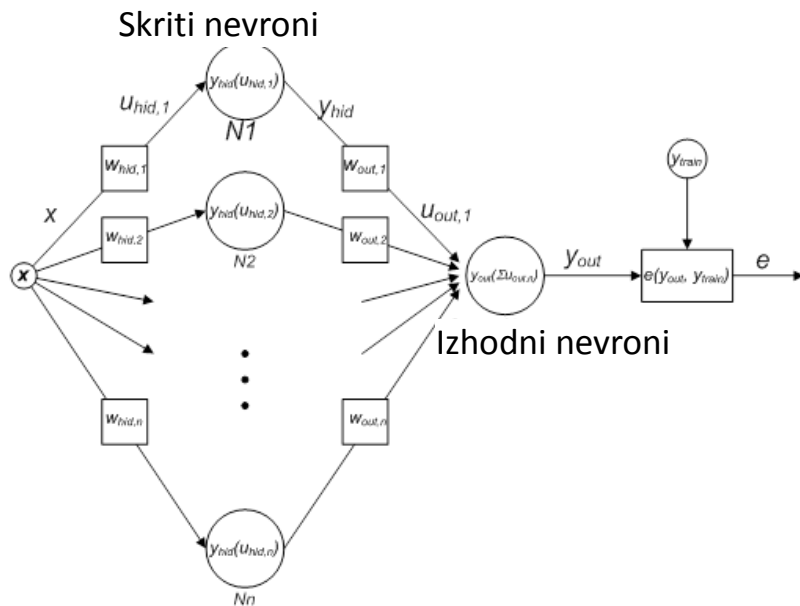 Skriti nevroni
y_hid(u_hid,1)
u_hid,1
y_hid
N1
w_hid,1
w_out,1
y_train
x
y_hid(u_hid,2)
u_out,1
w_hid,2
w_out,2
N2
y_out
x
y_out(Σu_out,n)
e(y_out, y_train)
e
Izhodni nevroni
w_hid,n
w_out,n
y_hid(u_hid,n)
Nn